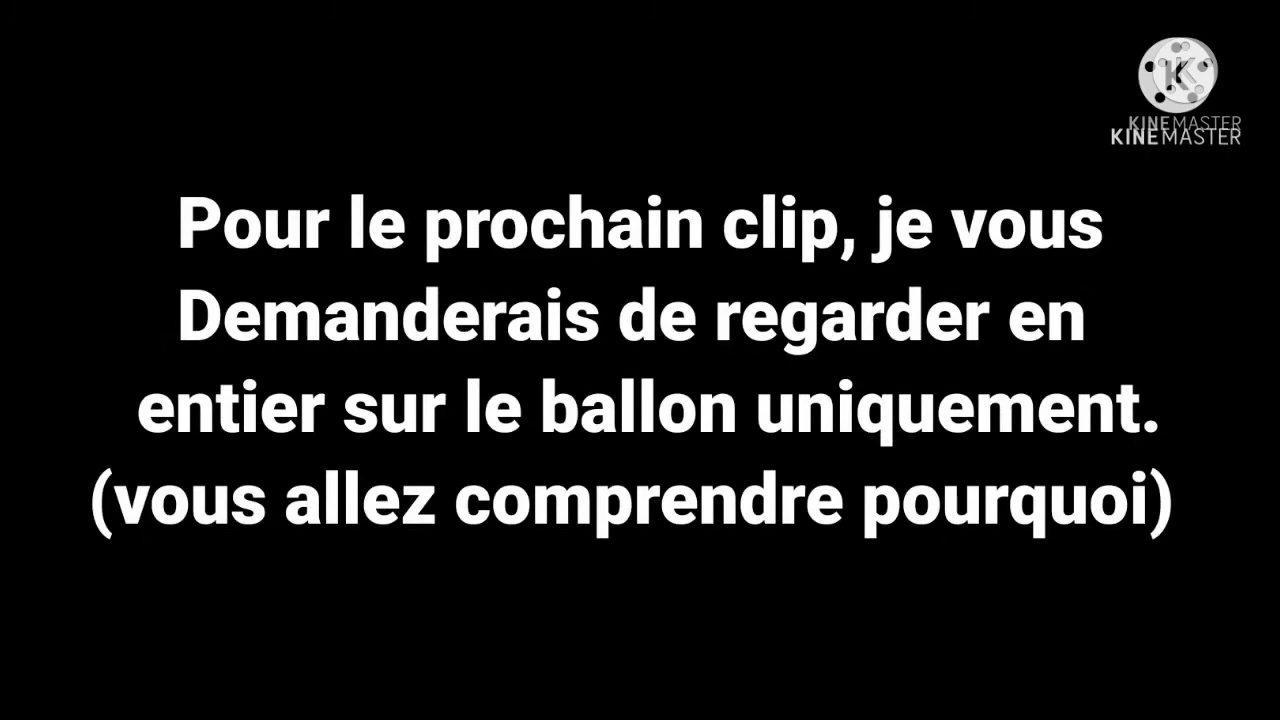 KINEMASTER
KINEMASTER
Pour le prochain clip, je vous
Demanderais de regarder en
entier sur le ballon uniquement.
(vous allez comprendre pourquoi)